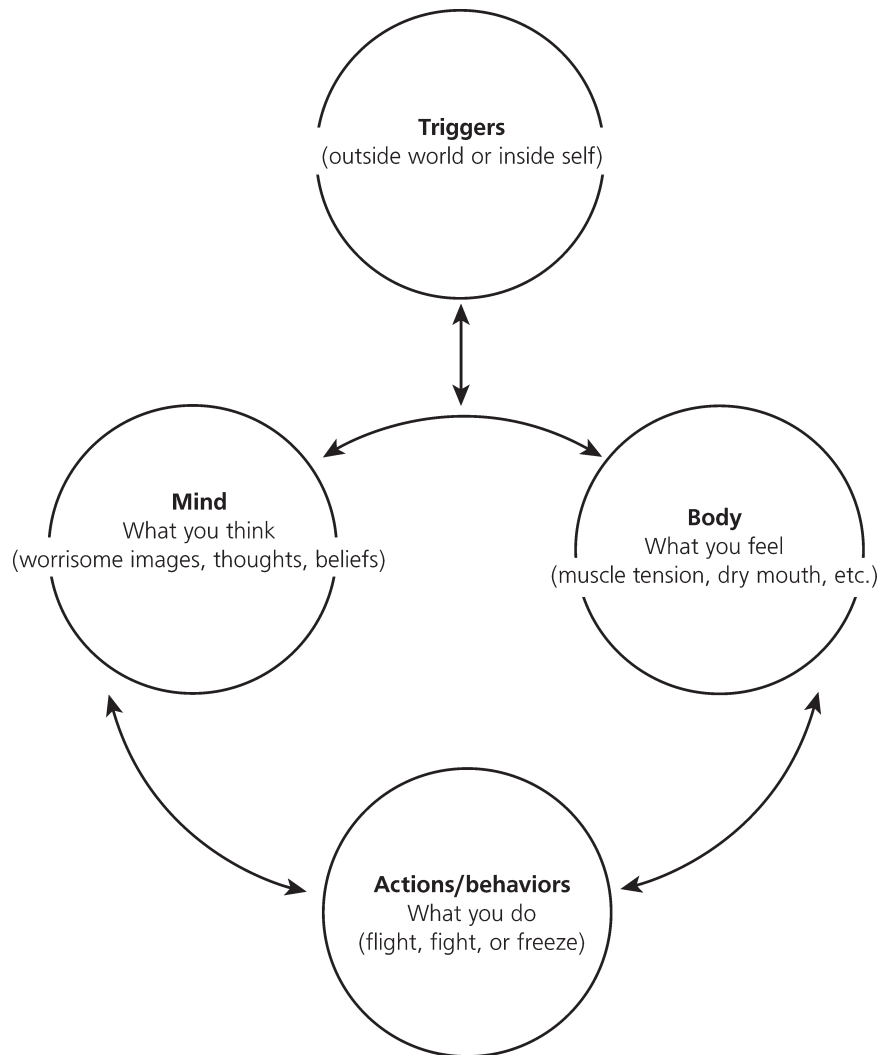 Triggers
(outside world or inside self)
Mind
What you think
(worrisome images, thoughts, beliefs)
Body
What you feel
(muscle tension, dry mouth, etc.)
Actions/behaviors
What you do
(flight, fight, or freeze)